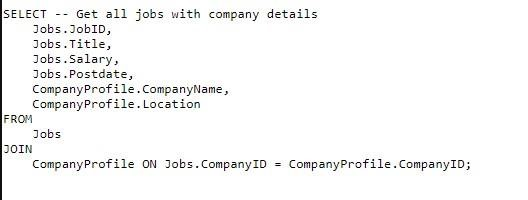 SELECT -- Get all jobs with company details
    Jobs.JobID,
    Jobs.Title,
    Jobs.Salary,
    Jobs.Postdate,
    CompanyProfile.CompanyName,
    CompanyProfile.Location
FROM
    Jobs
JOIN
    CompanyProfile ON Jobs.CompanyID = CompanyProfile.CompanyID;